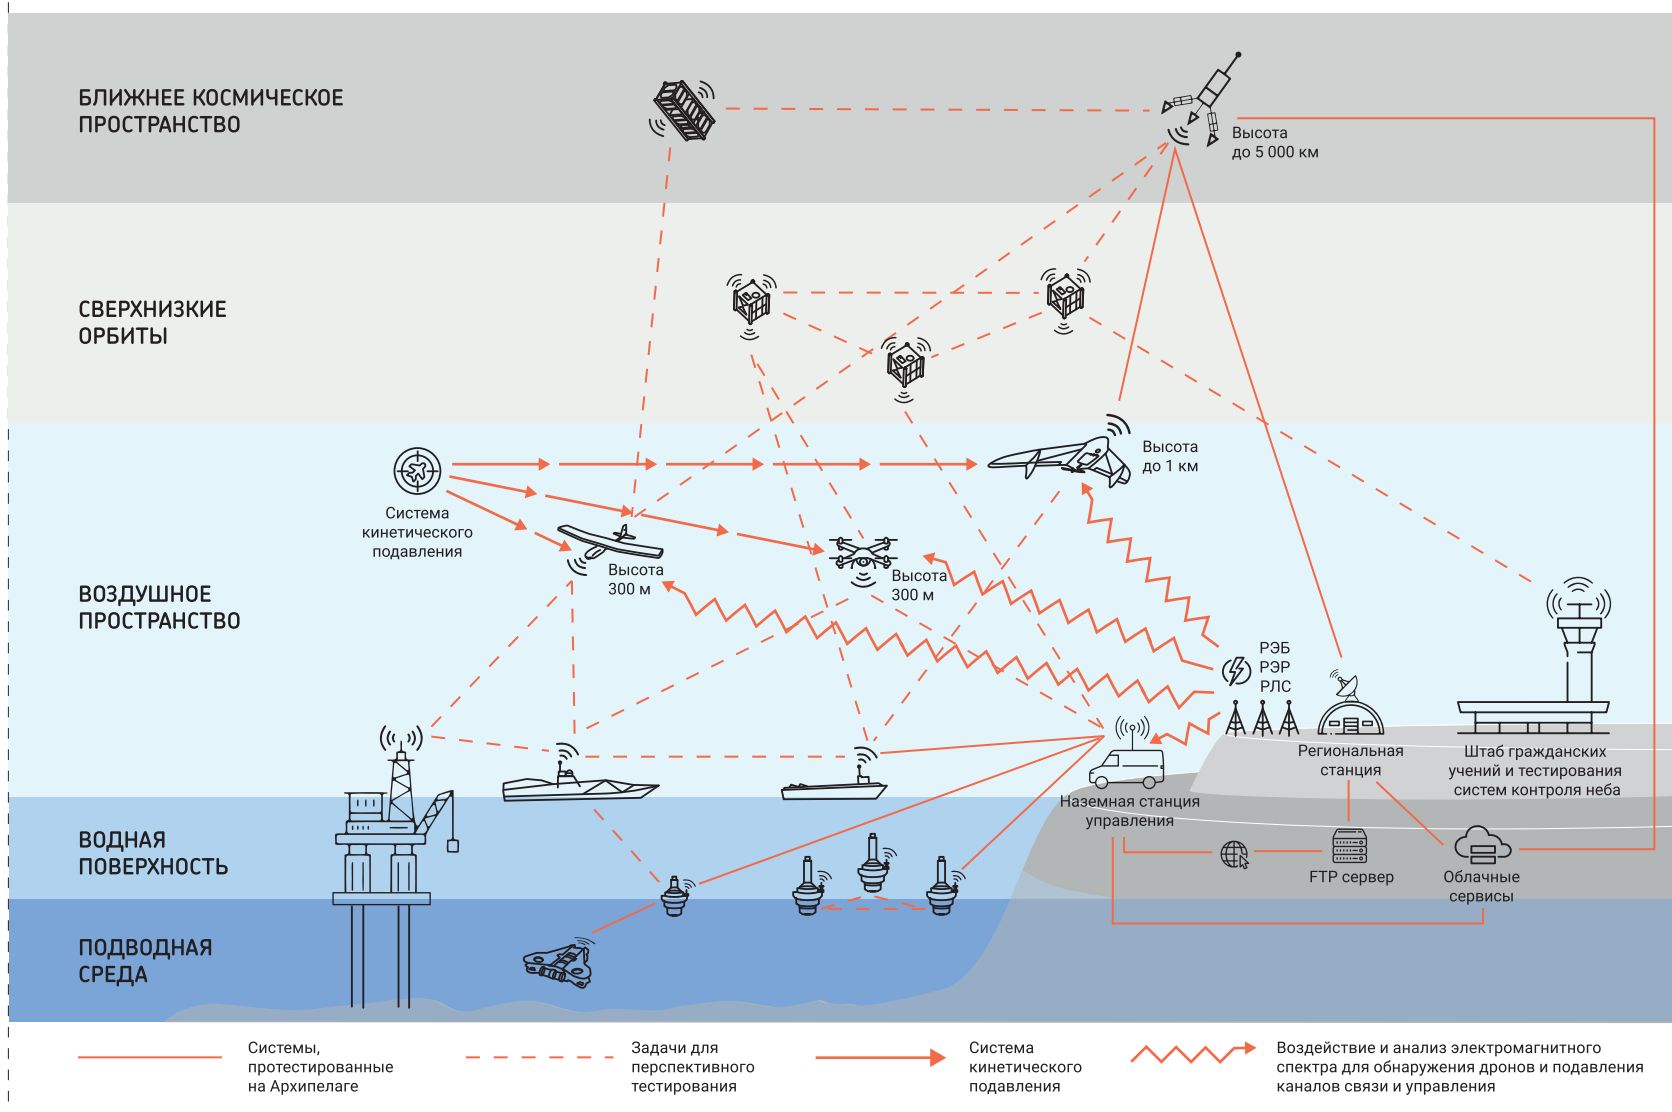 БЛИЖНЕЕ КОСМИЧЕСКОЕ
ПРОСТРАНСТВО
Высота
до 5 000 км
СВЕРХНИЗКИЕ
ОРБИТЫ
Высота
до 1 км
Система
кинетического
подавления
Высота
300 м
Высота
300 м
ВОЗДУШНОЕ
ПРОСТРАНСТВО
РЭБ
РЭР
РЛС
Региональная
станция
Штаб гражданских
учений и тестирования
систем контроля неба
Наземная станция
управления
ВОДНАЯ
ПОВЕРХНОСТЬ
FTP сервер
Облачные
сервисы
ПОДВОДНАЯ
СРЕДА
Системы,
протестированные
на Архипелаге
Задачи для
перспективного
тестирования
Система
кинетического
подавления
Воздействие и анализ электромагнитного
спектра для обнаружения дронов и подавления
каналов связи и управления